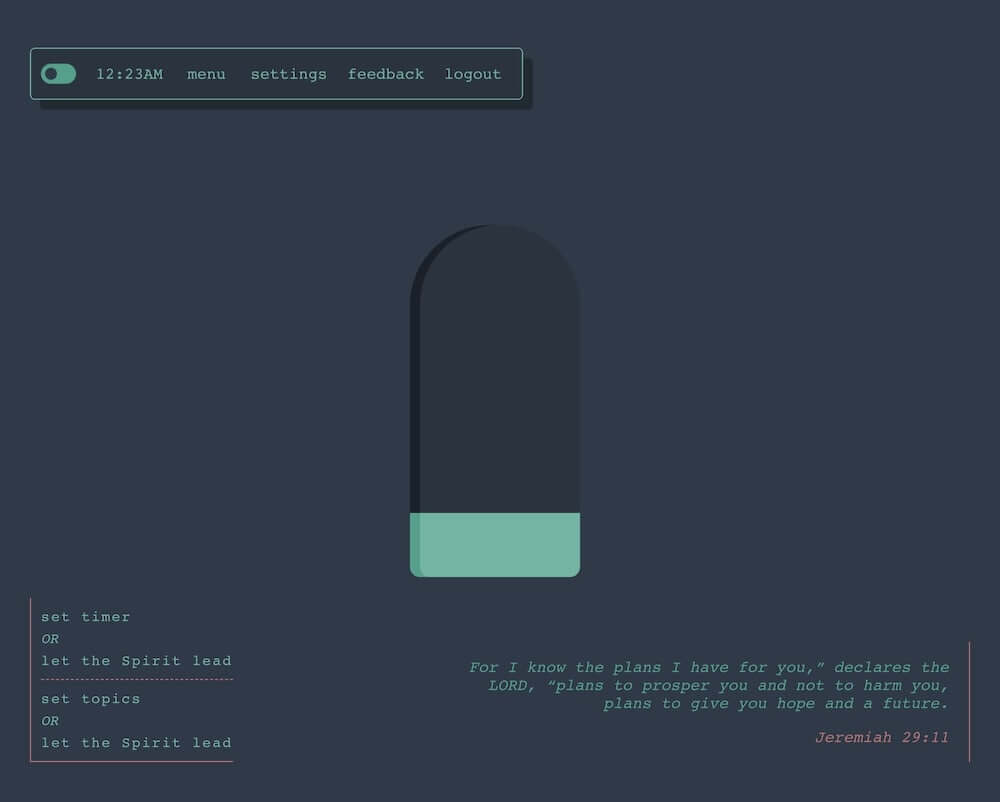 12:23AM menu settings feedback logout
set timer
OR
let the Spirit lead
set topics
OR
let the Spirit lead
For I know the plans I have for you,” declares the
LORD, “plans to prosper you and not to harm you,
plans to give you hope and a future.
Jeremiah 29:11